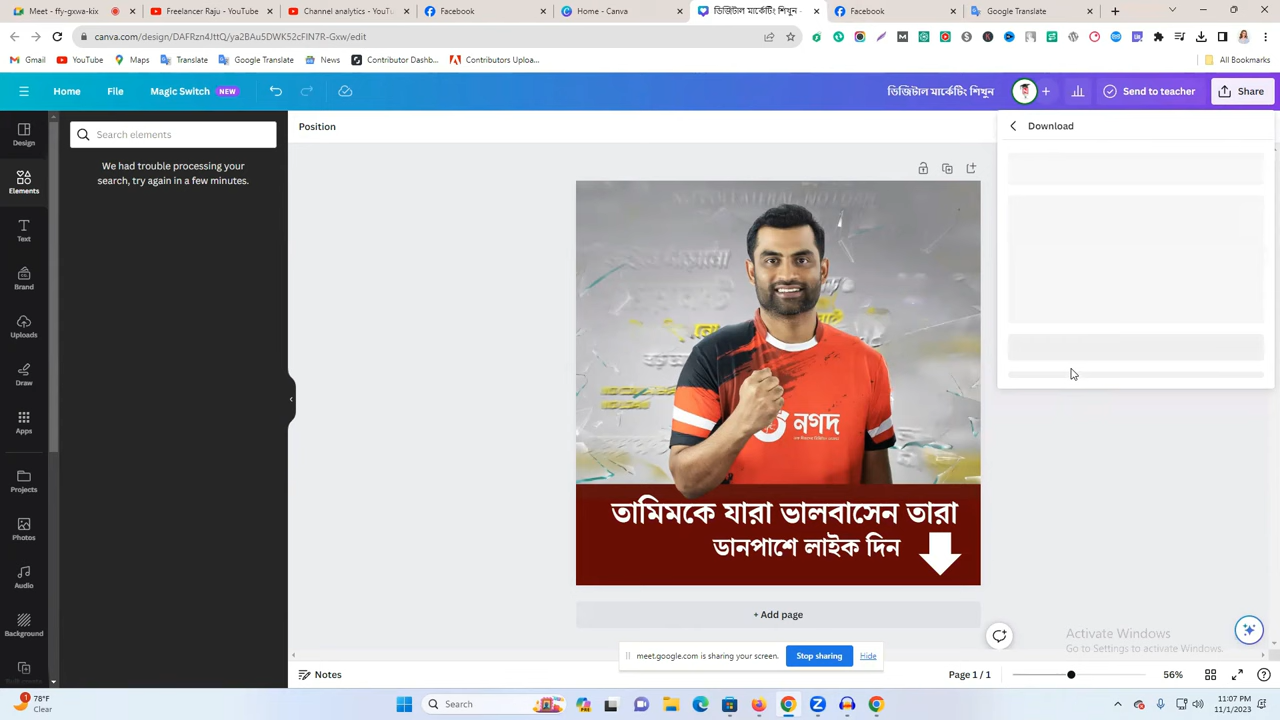 Meet - ffy-gxwa-kix
Freelancer Raju - YouTube
Channel analytics - YouTu
Facebook
Home - Canva
ডিজিটাল মার্কেটিং শিখুন
Facebook
Google Translate
canva.com/design/DAFRzn4JttQ/ya2BAu5DWK52cFIN7R-Gxw/edit
Gmail
YouTube
Maps
Translate
Google Translate
News
Contributor Dashb...
Contributors Uploa...
All Bookmarks
Home
File
Magic Switch
NEW
ডিজিটাল মার্কেটিং শিখুন
Send to teacher
Share
Design
Elements
Text
Brand
Uploads
Draw
Apps
Projects
Photos
Audio
Background
Search elements
We had trouble processing your
search, try again in a few minutes.
Position
Download
নগদ
তামিমকে যারা ভালবাসেন তারা
ডানপাশে লাইক দিন
+ Add page
meet.google.com is sharing your screen.
Stop sharing
Hide
Activate Windows
Go to Settings to activate Windows.
Notes
Page 1 / 1
56%
1
78°F
Clear
Search
11:07 PM
11/1/2023